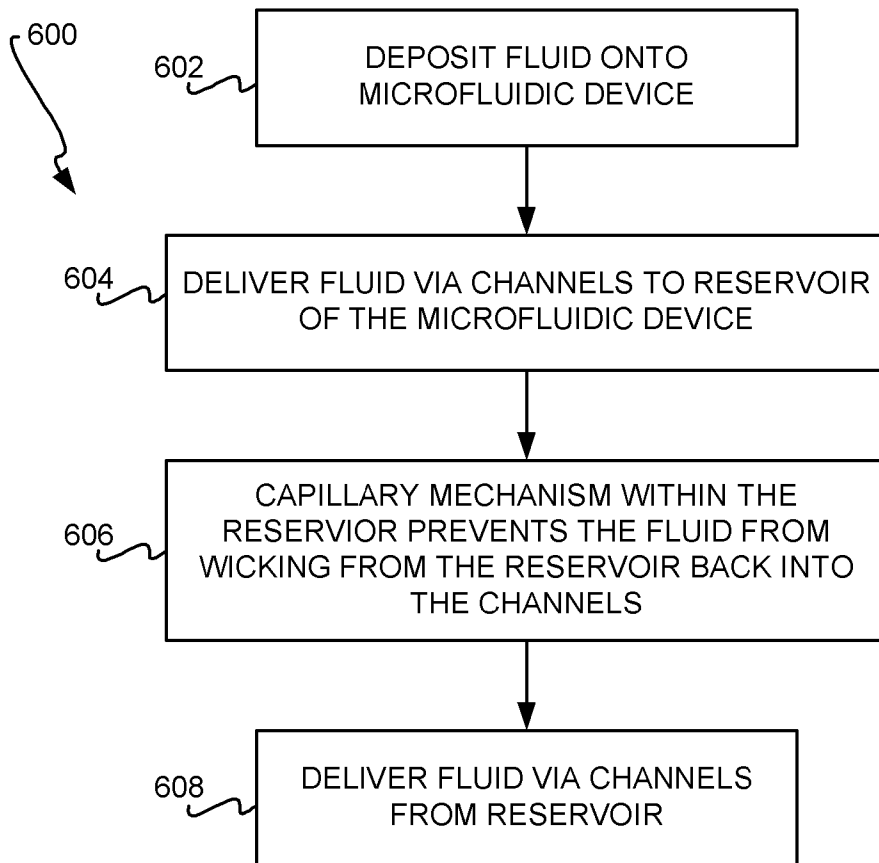 600
602
DEPOSIT FLUID ONTO
MICROFLUIDIC DEVICE
604
DELIVER FLUID VIA CHANNELS TO RESERVOIR
OF THE MICROFLUIDIC DEVICE
606
CAPILLARY MECHANISM WITHIN THE
RESERVIOR PREVENTS THE FLUID FROM
WICKING FROM THE RESERVOIR BACK INTO
THE CHANNELS
608
DELIVER FLUID VIA CHANNELS
FROM RESERVOIR